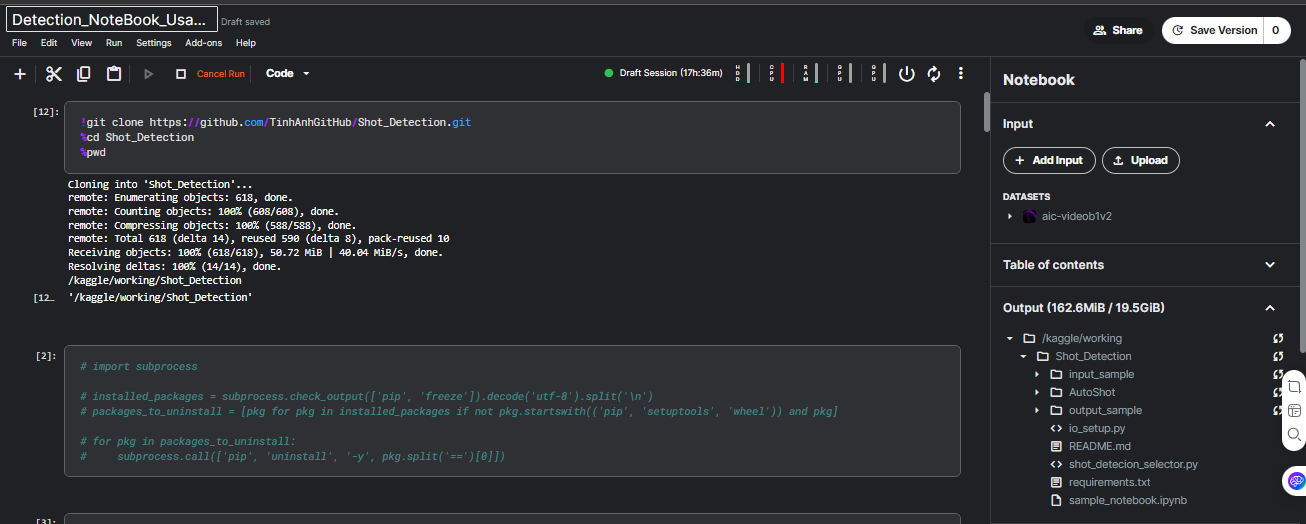 Detection_NoteBook_Usa...
Draft saved
File Edit View Run Settings Add-ons Help
Share
Save Version
0
Cancel Run
Code
Draft Session (17h:36m)
HDD
CPU
RAM
GPU
GPU
[12]:
!git clone https://github.com/TinhAnhGitHub/Shot_Detection.git
%cd Shot_Detection
%pwd
Cloning into 'Shot_Detection'...
remote: Enumerating objects: 618, done.
remote: Counting objects: 100% (608/608), done.
remote: Compressing objects: 100% (588/588), done.
remote: Total 618 (delta 14), reused 590 (delta 8), pack-reused 10
Receiving objects: 100% (618/618), 50.72 MiB | 40.04 MiB/s, done.
Resolving deltas: 100% (14/14), done.
/kaggle/working/Shot_Detection
[12…
'/kaggle/working/Shot_Detection'
[2]:
# import subprocess
# installed_packages = subprocess.check_output(['pip', 'freeze']).decode('utf-8').split('\n')
# packages_to_uninstall = [pkg for pkg in installed_packages if not pkg.startswith(('pip', 'setuptools', 'wheel')) and pkg]
# for pkg in packages_to_uninstall:
#     subprocess.call(['pip', 'uninstall', '-y', pkg.split('==')[0]])
[3]:
Notebook
Input
Add Input
Upload
DATASETS
aic-videob1v2
Table of contents
Output (162.6MiB / 19.5GiB)
/kaggle/working
Shot_Detection
input_sample
AutoShot
output_sample
io_setup.py
README.md
shot_detecion_selector.py
requirements.txt
sample_notebook.ipynb